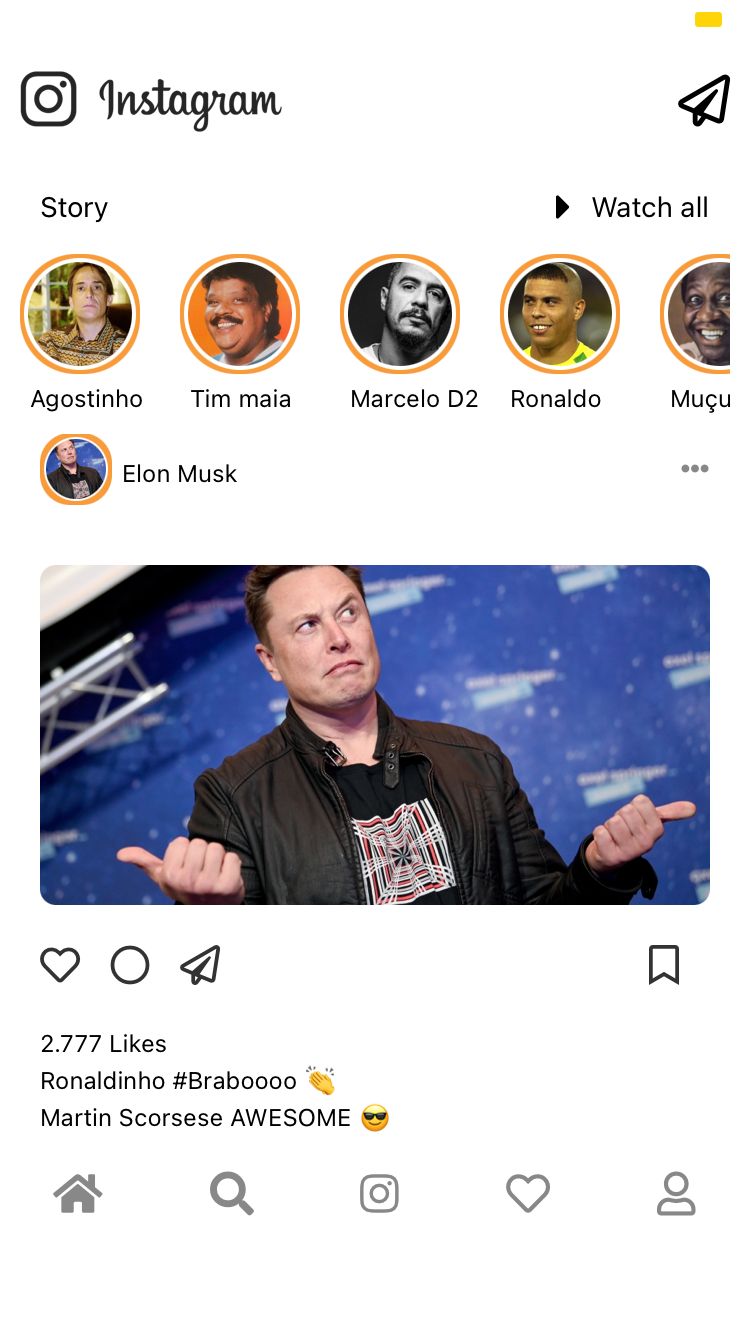 Instagram
Story Watch all
Agostinho Tim maia Marcelo D2 Ronaldo Muçu
Elon Musk
2.777 Likes
Ronaldinho #Braboooo 👏
Martin Scorsese AWESOME 😎